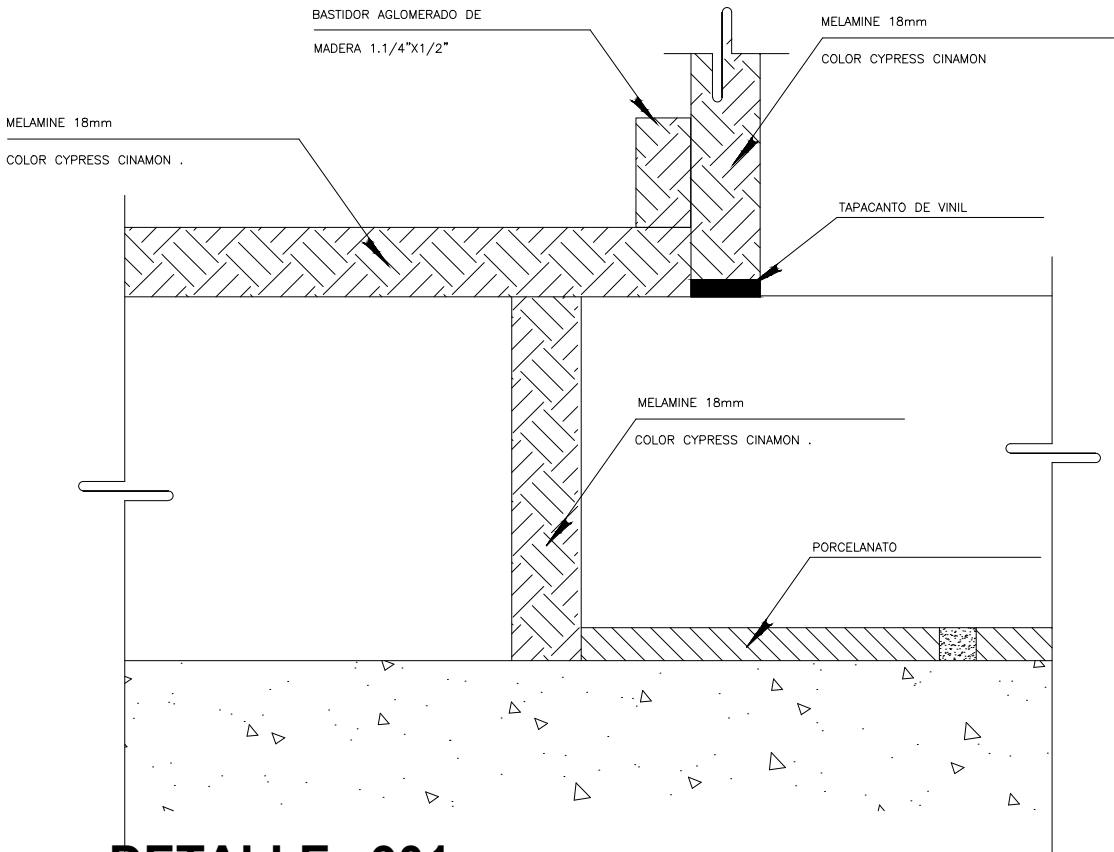 BASTIDOR AGLOMERADO DE
MADERA 1.1/4"X1/2"
MELAMINE 18mm
COLOR CYPRESS CINAMON
MELAMINE 18mm
COLOR CYPRESS CINAMON .
TAPACANTO DE VINIL
MELAMINE 18mm
COLOR CYPRESS CINAMON .
PORCELANATO